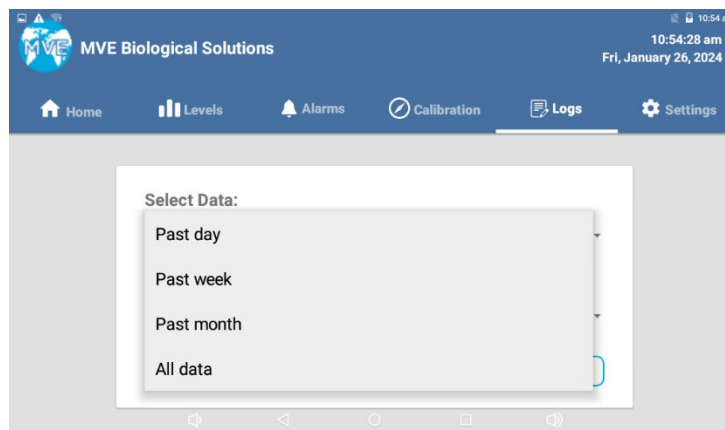 10:54 a
MVE
MVE Biological Solutions
10:54:28 am
Fri, January 26, 2024
Home
Levels
Alarms
Calibration
Logs
Settings
Select Data:
Past day
Past week
Past month
All data